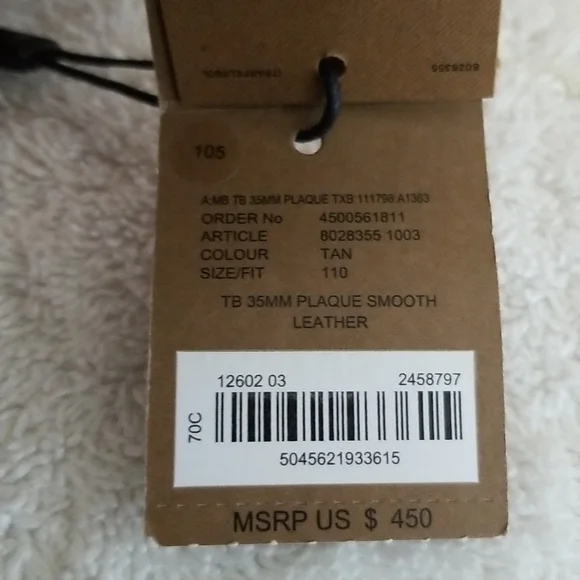 8028355
105
A:MB TB 35MM PLAQUE TXB 111798 A1363
ORDER No 4500561811
ARTICLE 8028355 1003
COLOUR TAN
SIZE/FIT 110
TB 35MM PLAQUE SMOOTH
LEATHER
12602 03 2458797
70C
5045621933615
MSRP US $ 450